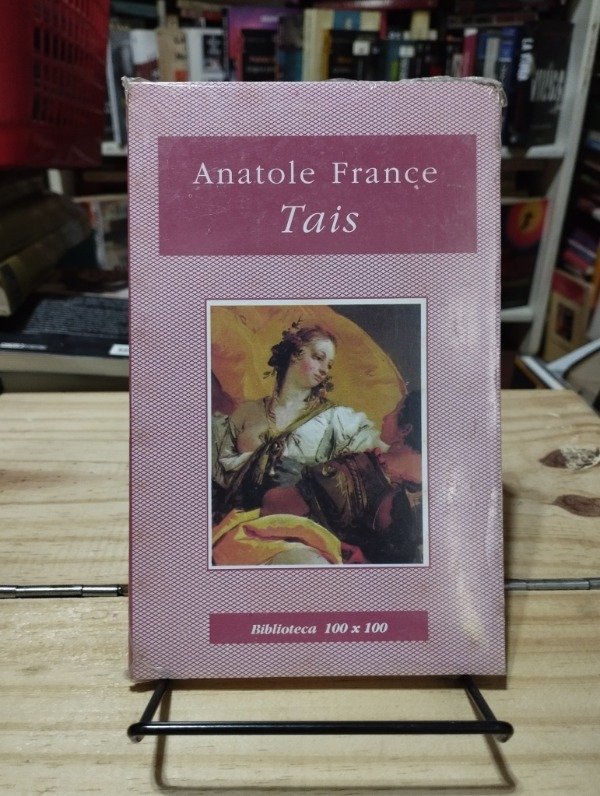 Anatole France
Tais
Biblioteca 100 x 100